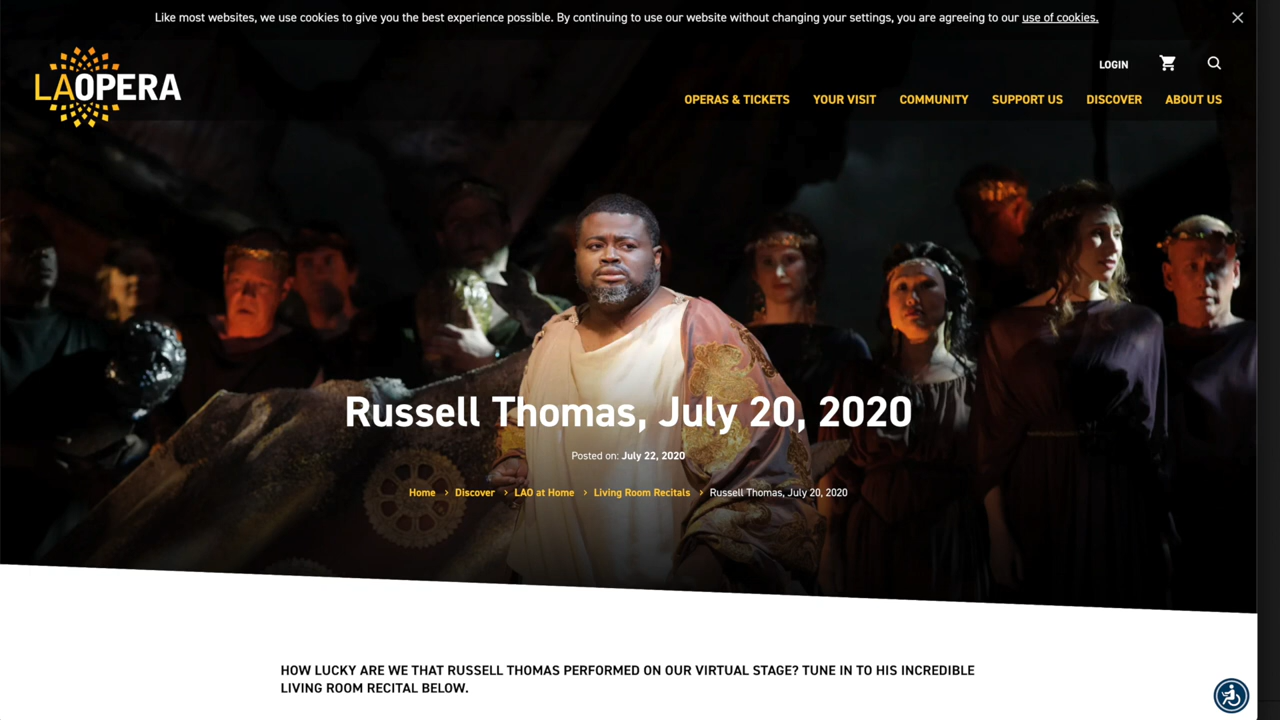 Like most websites, we use cookies to give you the best experience possible. By continuing to use our website without changing your settings, you are agreeing to our use of cookies.
LOGIN
LAOPERA
OPERAS & TICKETS YOUR VISIT COMMUNITY SUPPORT US DISCOVER ABOUT US
Russell Thomas, July 20, 2020
Posted on: July 22, 2020
Home > Discover > LAO at Home > Living Room Recitals > Russell Thomas, July 20, 2020
HOW LUCKY ARE WE THAT RUSSELL THOMAS PERFORMED ON OUR VIRTUAL STAGE? TUNE IN TO HIS INCREDIBLE
LIVING ROOM RECITAL BELOW.